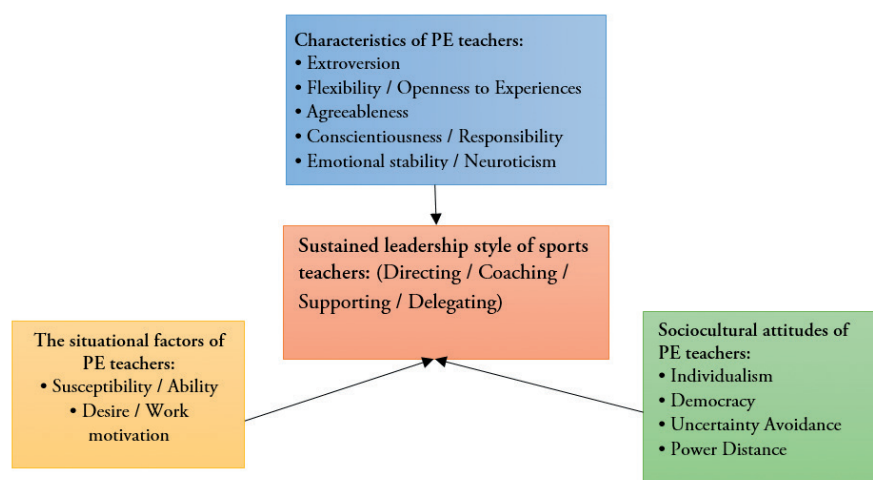 Characteristics of PE teachers:
• Extroversion
• Flexibility / Openness to Experiences
• Agreeableness
• Conscientiousness / Responsibility
• Emotional stability / Neuroticism
Sustained leadership style of sports
teachers: (Directing / Coaching /
Supporting / Delegating)
The situational factors of
PE teachers:
• Susceptibility / Ability
• Desire / Work
motivation
Sociocultural attitudes of
PE teachers:
• Individualism
• Democracy
• Uncertainty Avoidance
• Power Distance